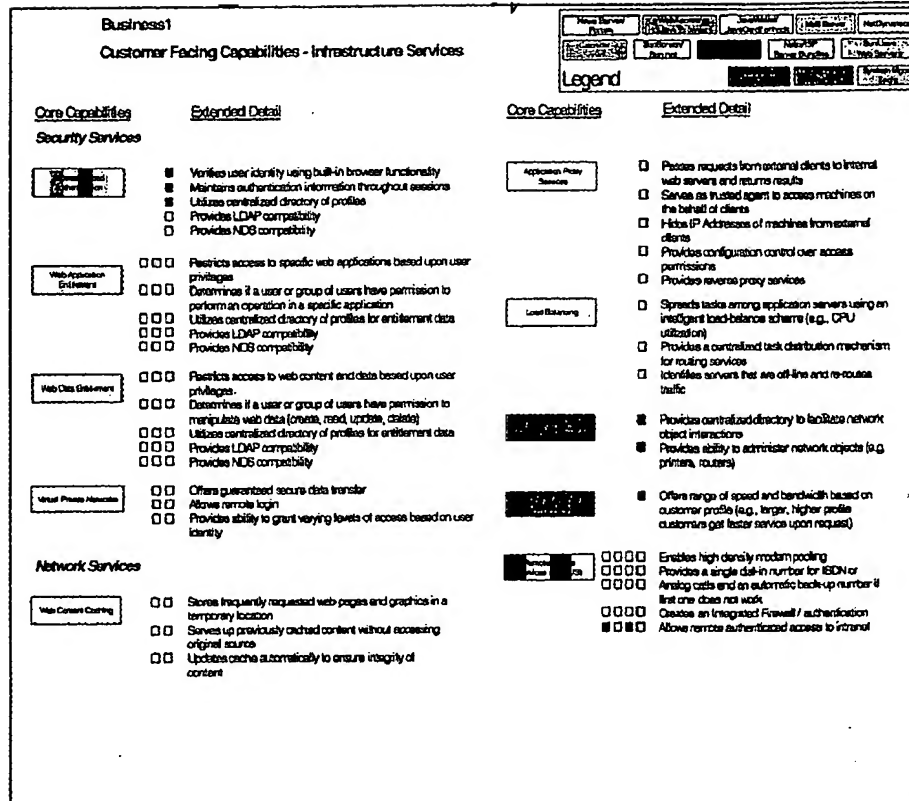 Business1
Customer Facing Capabilities - Infrastructure Services
News Server/
Mail Server
NetDynamics
SunServer/
Legend
Core Capabilities Extended Detail
Security Services
Verifies user identity using built-in browser functionality
Maintains authentication information throughout sessions
Utilizes centralized directory of profiles
Provides LDAP compatibility
Provides NDS compatibility
Web Application
Entitlement
Restricts access to specific web applications based upon user
privileges
Determines if a user or group of users have permission to
perform an operation in a specific application
Utilizes centralized directory of profiles for entitlement data
Provides LDAP compatibility
Provides NDS compatibility
Web Data Entitlement
Restricts access to web content and data based upon user
privileges.
Determines if a user or group of users have permission to
manipulate web data (create, read, update, delete)
Utilizes centralized directory of profiles for entitlement data
Provides LDAP compatibility
Provides NDS compatibility
Virtual Private Networks
Offers guaranteed secure data transfer
Allows remote login
Provides ability to grant varying levels of access based on user
identity
Network Services
Web Content Caching
Stores frequently requested web pages and graphics in a
temporary location
Serves up previously cached content without accessing
original source
Updates cache automatically to ensure integrity of
content
Core Capabilities Extended Detail
Application Proxy
Services
Passes requests from external clients to internal
web servers and returns results
Serves as trusted agent to access machines on
the behalf of clients
Hides IP Addresses of machines from external
clients
Provides configuration control over access
permissions
Provides reverse proxy services
Load Balancing
Spreads tasks among application servers using an
intelligent load-balance scheme (e.g., CPU
utilization)
Provides a centralized task distribution mechanism
for routing services
Identifies servers that are off-line and re-routes
traffic
Provides centralized directory to facilitate network
object interactions
Provides ability to administer network objects (e.g.
printers, routers)
Offers range of speed and bandwidth based on
customer profile (e.g., larger, higher profile
customers get faster service upon request)
Enables high density modem pooling
Provides a single dial-in number for ISDN or
Analog calls and an automatic back-up number if
first one does not work
Creates an Integrated Firewall / authentication
Allows remote authenticated access to intranet